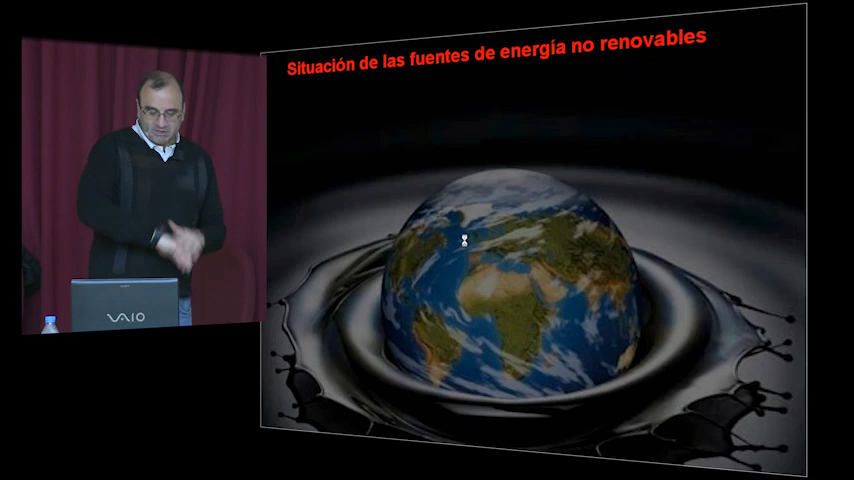 Situación de las fuentes de energía no renovables
VAIO